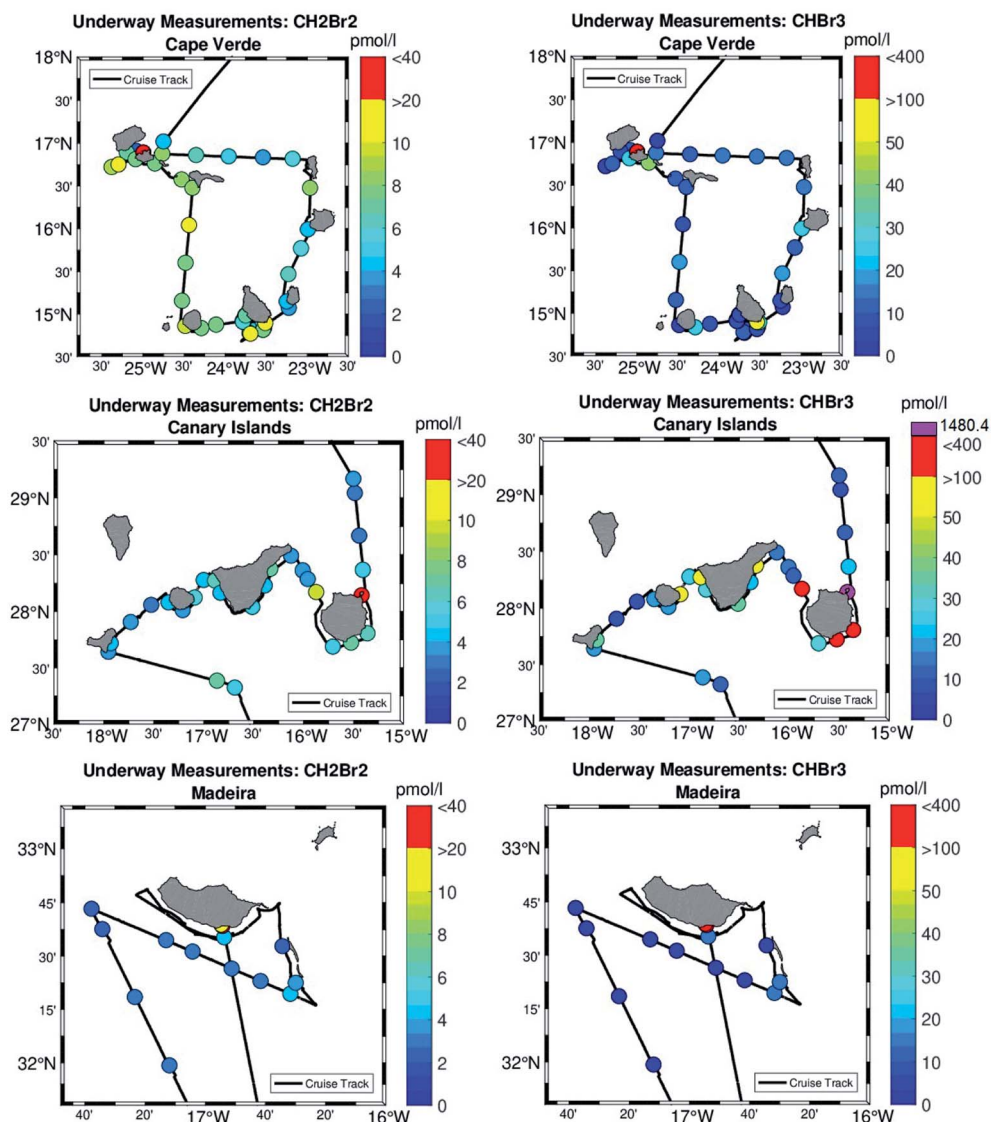 Underway Measurements: CH2Br2
Cape Verde
pmol/l
18°N
30'
17°N
30'
16°N
30'
15°N
30'
25°W
30'
24°W
30'
23°W
30'
Cruise Track
<40
>20
10
8
6
4
2
0
Underway Measurements: CHBr3
Cape Verde
pmol/l
18°N
30'
17°N
30'
16°N
30'
15°N
30'
25°W
30'
24°W
30'
23°W
30'
Cruise Track
<400
>100
50
40
30
20
10
0
Underway Measurements: CH2Br2
Canary Islands
pmol/l
30'
29°N
30'
28°N
30'
27°N
30'
18°W
30'
17°W
30'
16°W
30'
15°W
Cruise Track
<40
>20
10
8
6
4
2
0
Underway Measurements: CHBr3
Canary Islands
pmol/l
30'
29°N
30'
28°N
30'
27°N
30'
18°W
30'
17°W
30'
16°W
30'
15°W
Cruise Track
1480.4
<400
>100
50
40
30
20
10
0
Underway Measurements: CH2Br2
Madeira
pmol/l
33°N
45'
30'
15'
32°N
40'
20'
17°W
40'
20'
16°W
Cruise Track
<40
>20
10
8
6
4
2
0
Underway Measurements: CHBr3
Madeira
pmol/l
33°N
45'
30'
15'
32°N
40'
20'
17°W
40'
20'
16°W
Cruise Track
<400
>100
50
40
30
20
10
0